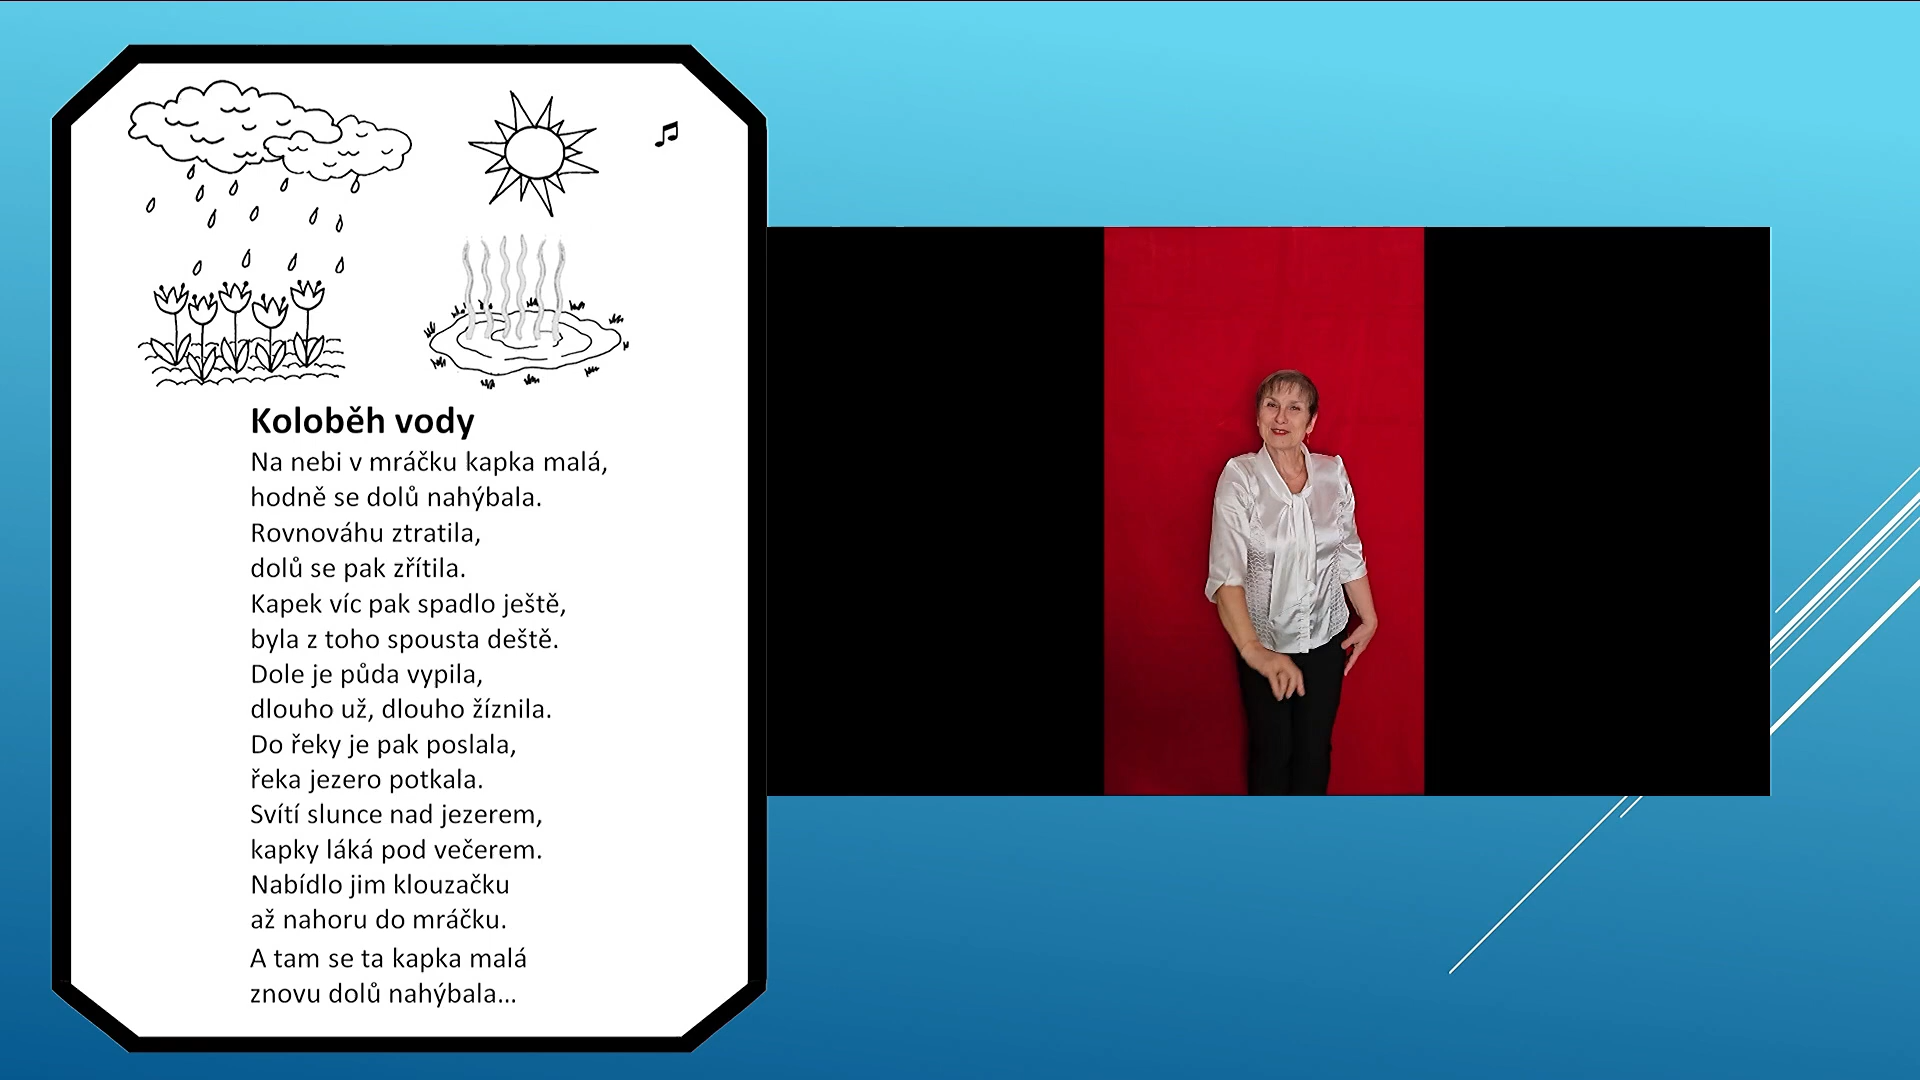 Koloběh vody
Na nebi v mráčku kapka malá,
hodně se dolů nahýbala.
Rovnováhu ztratila,
dolů se pak zřítila.
Kapek víc pak spadlo ještě,
byla z toho spousta deště.
Dole je půda vypila,
dlouho už, dlouho žíznila.
Do řeky je pak poslala,
řeka jezero potkala.
Svítí slunce nad jezerem,
kapky láká pod večerem.
Nabídlo jim klouzačku
až nahoru do mráčku.
A tam se ta kapka malá
znovu dolů nahýbala...